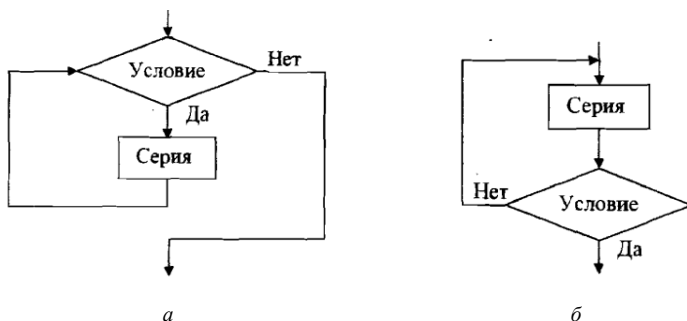 Условие
Нет
Да
Серия
а
Серия
Нет
Условие
Да
б